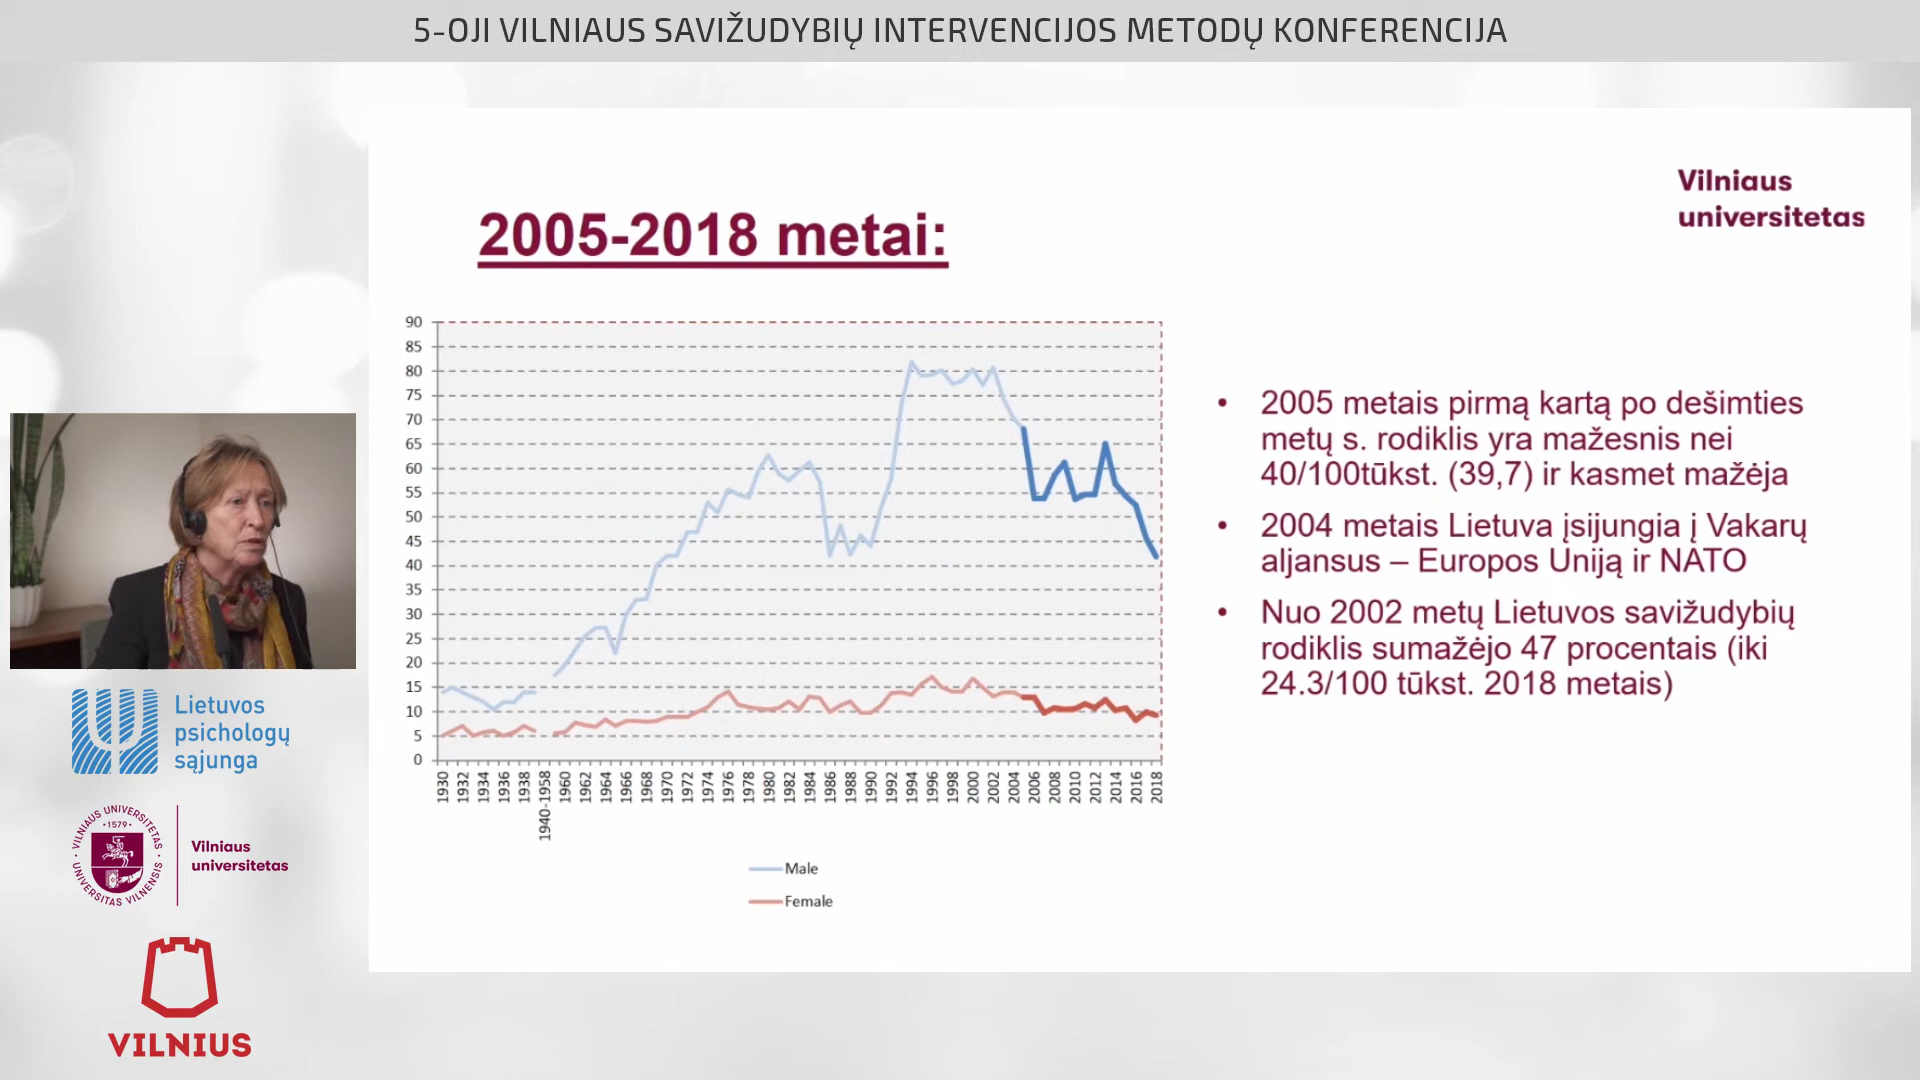 5-OJI VILNIAUS SAVIŽUDYBIŲ INTERVENCIJOS METODŲ KONFERENCIJA
Vilniaus
universitetas
2005-2018 metai:
90
85
80
75
70
65
60
55
50
45
40
35
30
25
20
15
10
5
0
1930
1932
1934
1936
1938
1940-1958
1960
1962
1964
1966
1968
1970
1972
1974
1976
1978
1980
1982
1984
1986
1988
1990
1992
1994
1996
1998
2000
2002
2004
2006
2008
2010
2012
2014
2016
2018
Male
Female
• 2005 metais pirmą kartą po dešimties
metų s. rodiklis yra mažesnis nei
40/100tūkst. (39,7) ir kasmet mažėja
• 2004 metais Lietuva įsijungia į Vakarų
aljansus – Europos Uniją ir NATO
• Nuo 2002 metų Lietuvos savižudybių
rodiklis sumažėjo 47 procentais (iki
24.3/100 tūkst. 2018 metais)
Lietuvos
psichologų
sąjunga
VILNIAUS UNIVERSITETAS
• 1579 •
UNIVERSITAS VILNENSIS
Vilniaus
universitetas
VILNIUS